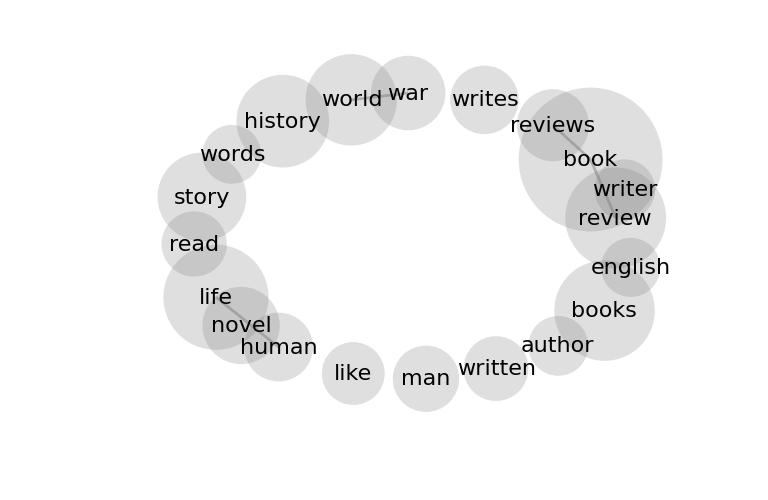 world
war
writes
history
reviews
words
book
story
writer
review
read
english
life
books
novel
human
author
written
like
man